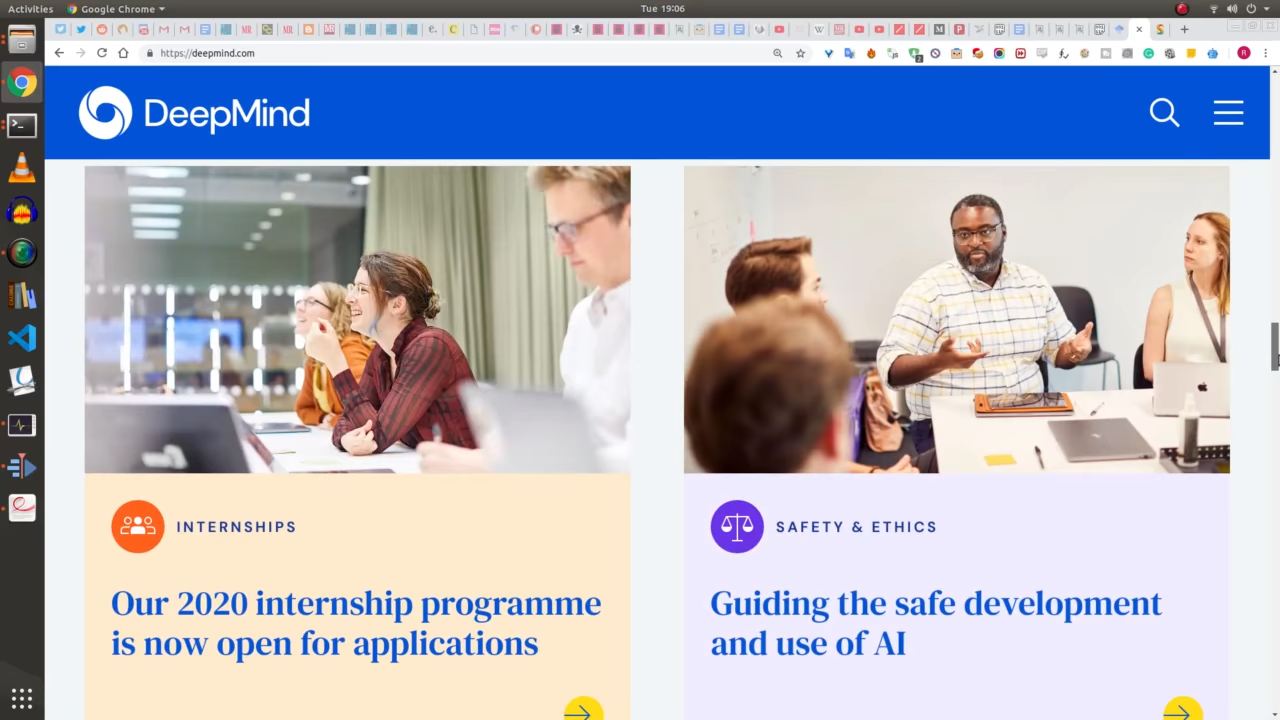 Activities Google Chrome Tue 19:06
https://deepmind.com
DeepMind
INTERNSHIPS
Our 2020 internship programme
is now open for applications
SAFETY & ETHICS
Guiding the safe development
and use of AI